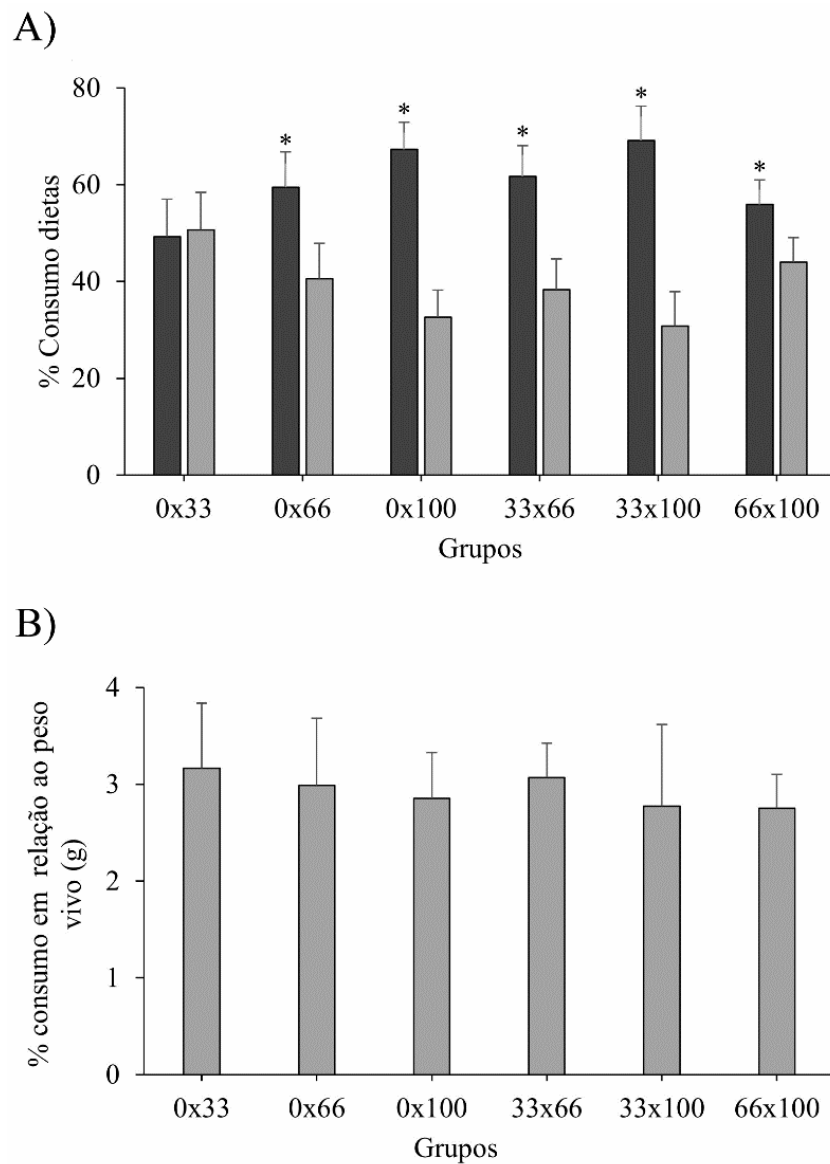 A)
80
60
40
20
0
% Consumo dietas
*
*
*
*
*
0x33 0x66 0x100 33x66 33x100 66x100
Grupos
B)
4
3
2
1
0
% consumo em relação ao peso
vivo (g)
0x33 0x66 0x100 33x66 33x100 66x100
Grupos